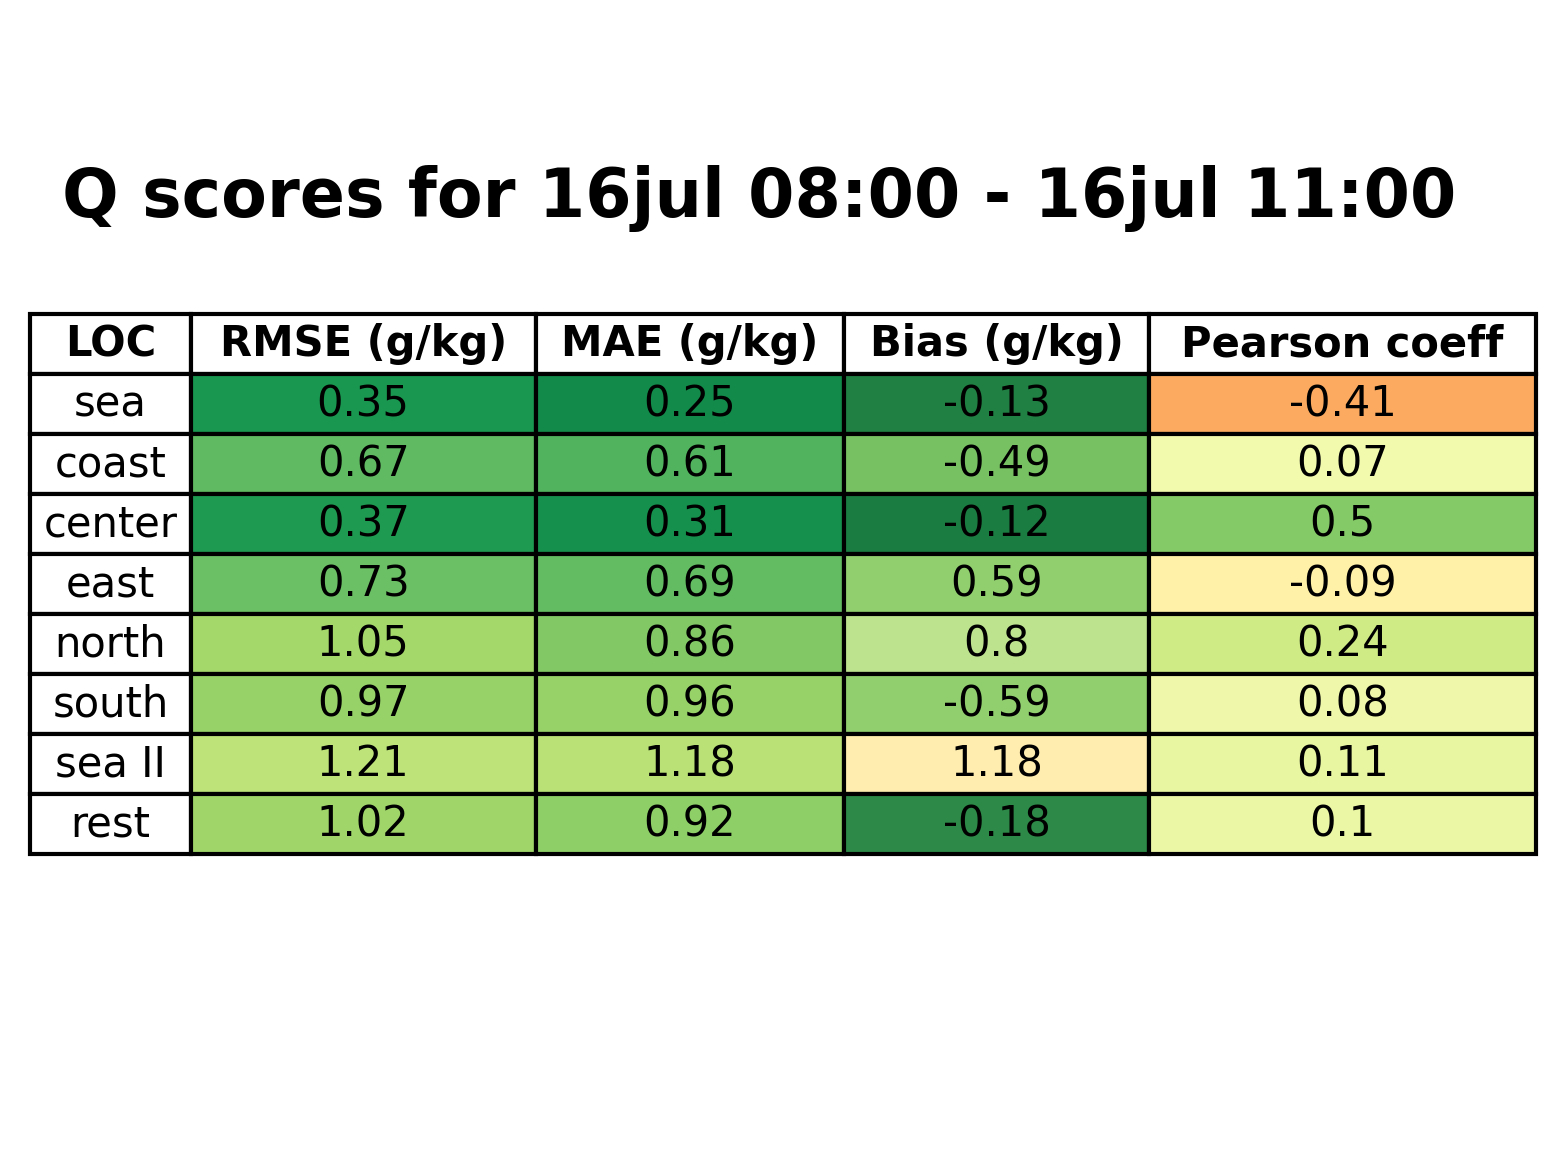 Q scores for 16jul 08:00 - 16jul 11:00
LOC RMSE (g/kg) MAE (g/kg) Bias (g/kg) Pearson coeff
sea 0.35 0.25 -0.13 -0.41
coast 0.67 0.61 -0.49 0.07
center 0.37 0.31 -0.12 0.5
east 0.73 0.69 0.59 -0.09
north 1.05 0.86 0.8 0.24
south 0.97 0.96 -0.59 0.08
sea II 1.21 1.18 1.18 0.11
rest 1.02 0.92 -0.18 0.1